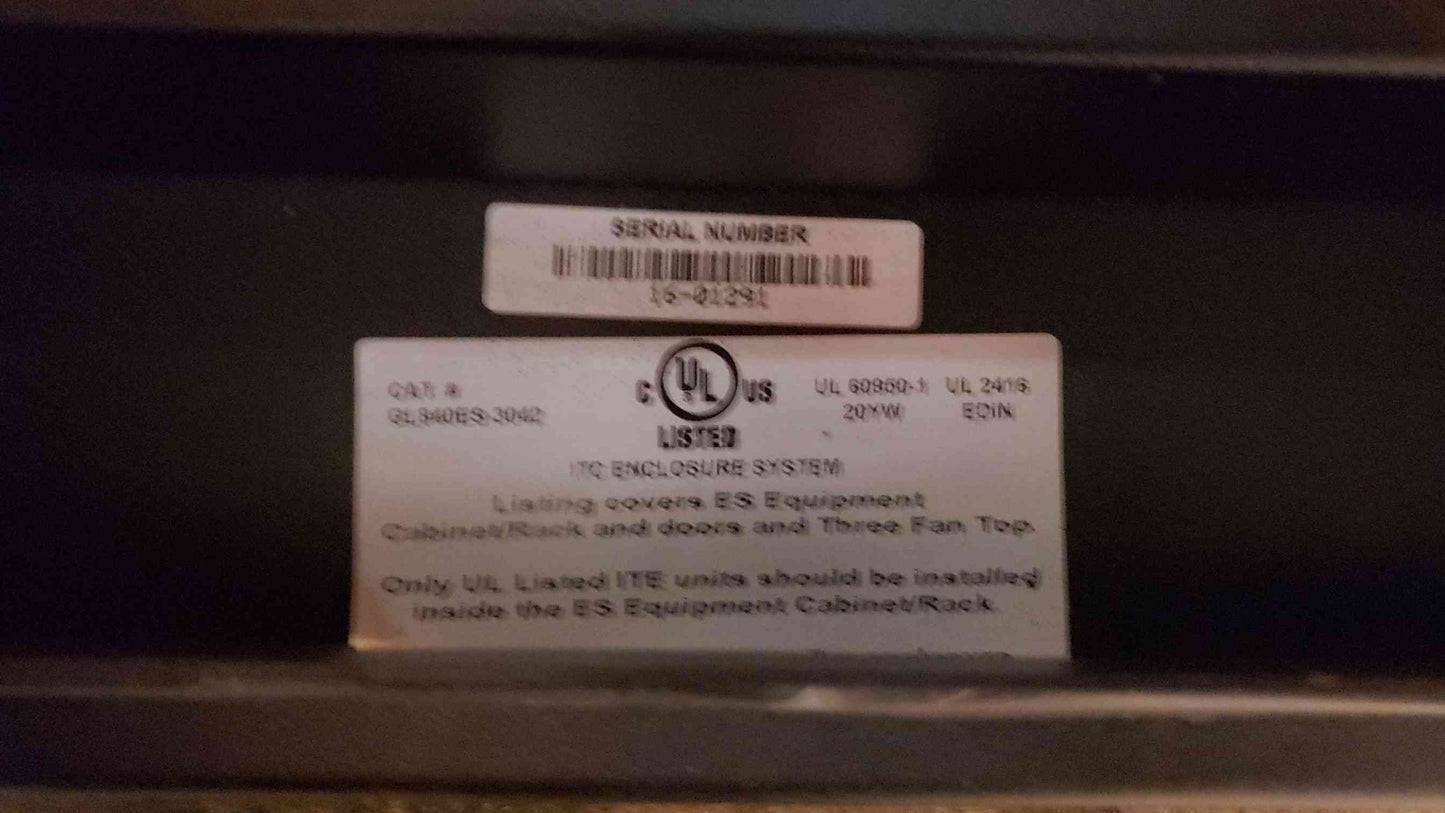 SERIAL NUMBER
16-01291
CAT. #
GL840ES-3042
C UL US
LISTED
UL 60950-1 UL 2416
20YW EDIN
ITC ENCLOSURE SYSTEM
Listing covers ES Equipment
Cabinet/Rack and doors and Three Fan Top.
Only UL Listed ITE units should be installed
inside the ES Equipment Cabinet/Rack.